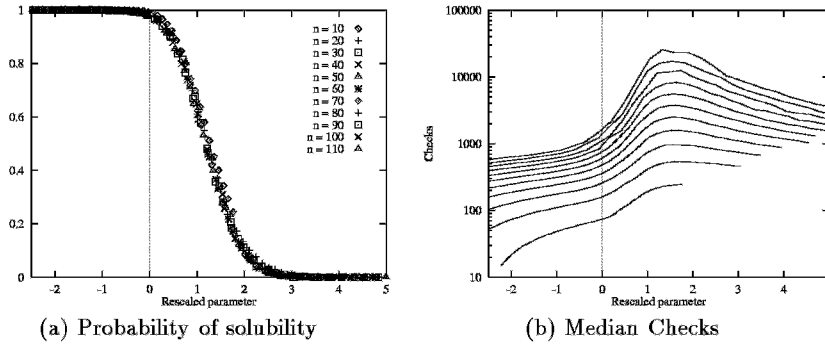 1
0.8
0.6
0.4
0.2
0
-2
-1
0
1
2
3
4
5
Rescaled parameter
n = 10
n = 20
n = 30
n = 40
n = 50
n = 60
n = 70
n = 80
n = 90
n = 100
n = 110
(a) Probability of solubility
100000
10000
1000
100
10
Checks
-2
-1
0
1
2
3
4
Rescaled parameter
(b) Median Checks